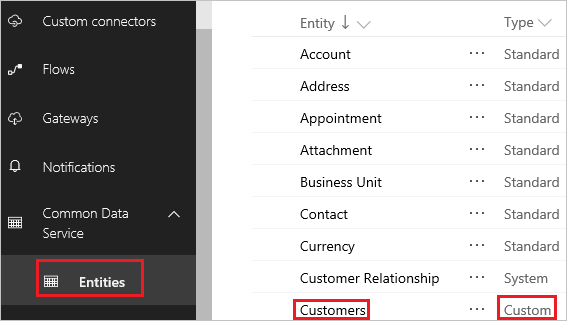 Custom connectors
Flows
Gateways
Notifications
Common Data
Service
Entities
Entity Type
Account ··· Standard
Address ··· Standard
Appointment ··· Standard
Attachment ··· Standard
Business Unit ··· Standard
Contact ··· Standard
Currency ··· Standard
Customer Relationship ··· System
Customers ··· Custom